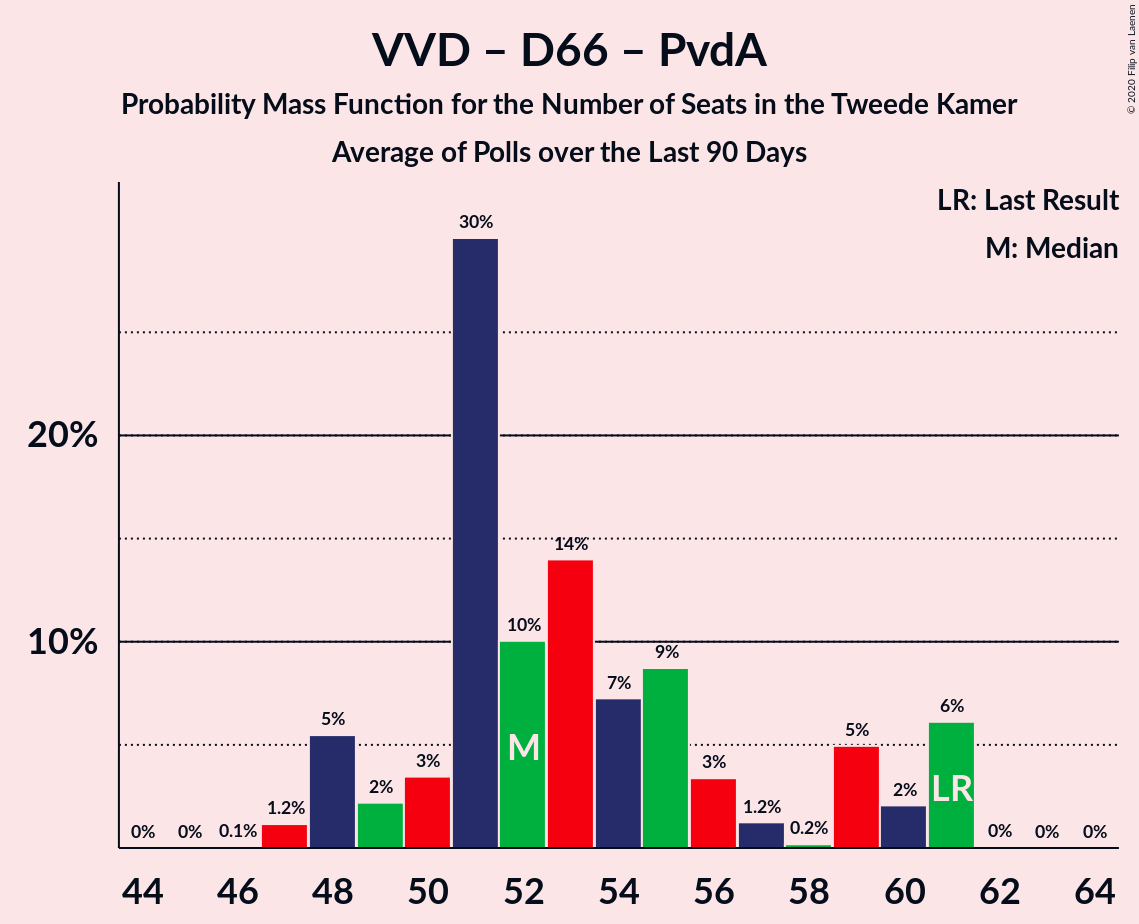 VVD – D66 – PvdA
Probability Mass Function for the Number of Seats in the Tweede Kamer
Average of Polls over the Last 90 Days
© 2020 Filip van Laenen
LR: Last Result
M: Median
30%
20%
14%
10%
10%
9%
7%
6%
5%
5%
M
3%
3%
2%
2%
LR
1.2%
1.2%
0%
0%
0.1%
0.2%
0%
0%
0%
44 46 48 50 52 54 56 58 60 62 64